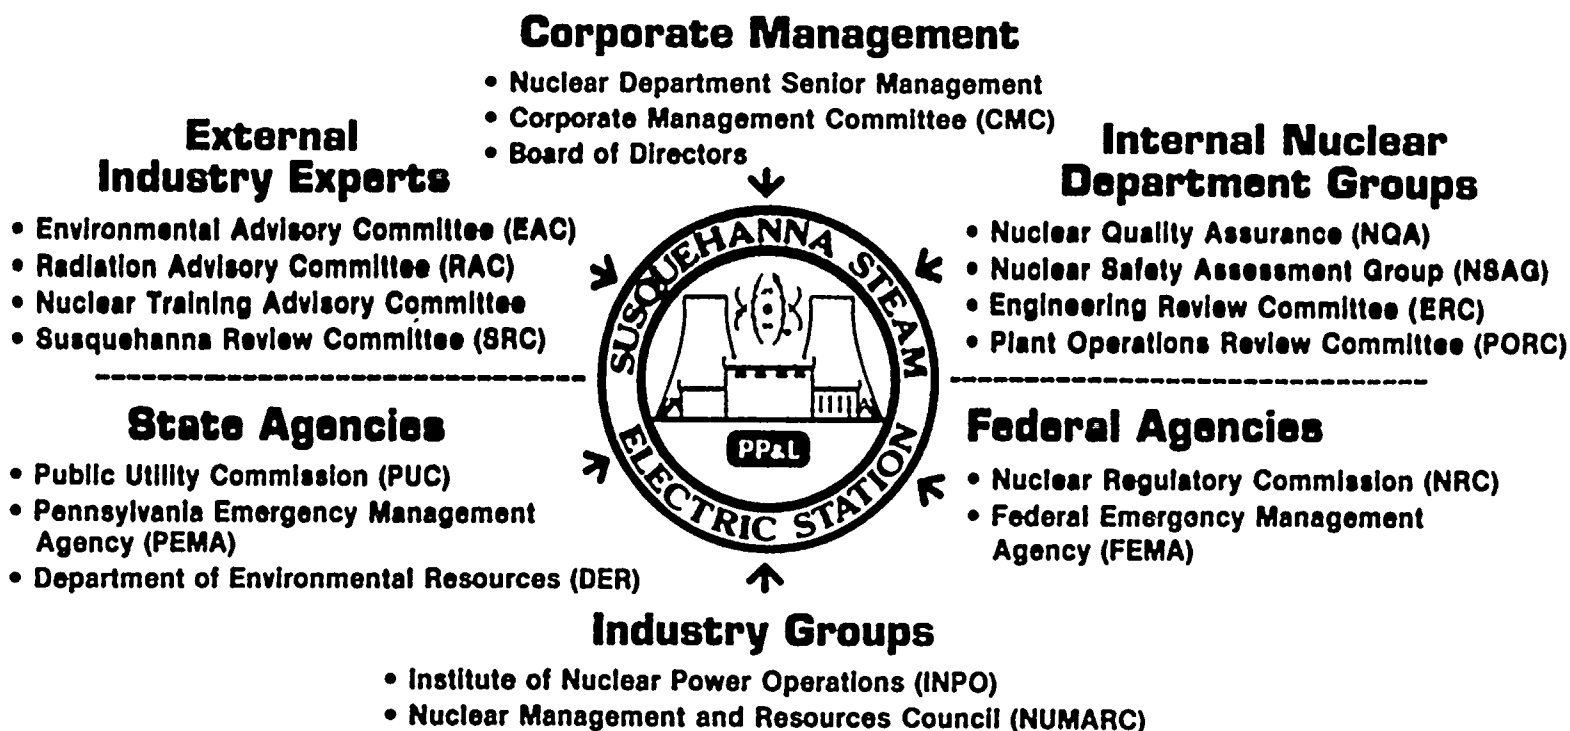 Corporate Management
• Nuclear Department Senior Management
• Corporate Management Committee (CMC)
• Board of Directors
External
Industry Experts
• Environmental Advisory Committee (EAC)
• Radiation Advisory Committee (RAC)
• Nuclear Training Advisory Committee
• Susquehanna Review Committee (SRC)
Internal Nuclear
Department Groups
• Nuclear Quality Assurance (NQA)
• Nuclear Safety Assessment Group (NSAG)
• Engineering Review Committee (ERC)
• Plant Operations Review Committee (PORC)
SUSQUEHANNA STEAM
ELECTRIC STATION
PP&L
State Agencies
• Public Utility Commission (PUC)
• Pennsylvania Emergency Management
Agency (PEMA)
• Department of Environmental Resources (DER)
Federal Agencies
• Nuclear Regulatory Commission (NRC)
• Federal Emergency Management
Agency (FEMA)
Industry Groups
• Institute of Nuclear Power Operations (INPO)
• Nuclear Management and Resources Council (NUMARC)